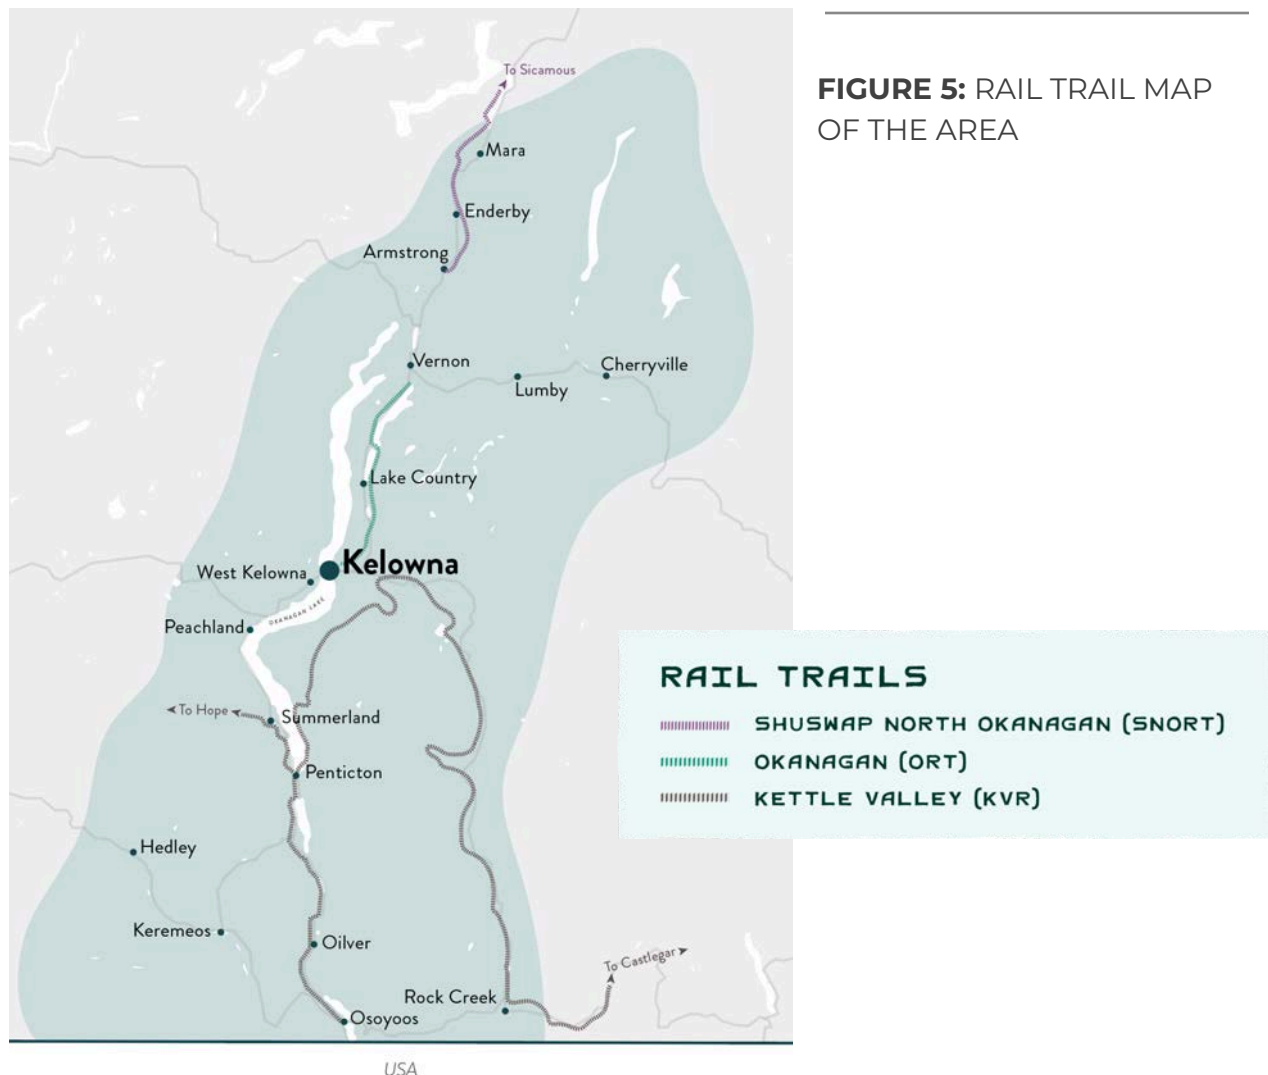 FIGURE 5: RAIL TRAIL MAP
OF THE AREA
To Sicamous
Mara
Enderby
Armstrong
Vernon
Cherryville
Lumby
Lake Country
Kelowna
West Kelowna
OKANAGAN LAKE
Peachland
To Hope
Summerland
Penticton
RAIL TRAILS
SHUSWAP NORTH OKANAGAN (SNORT)
OKANAGAN (ORT)
KETTLE VALLEY (KVR)
Hedley
Keremeos
Oilver
To Castlegar
Rock Creek
Osoyoos
USA